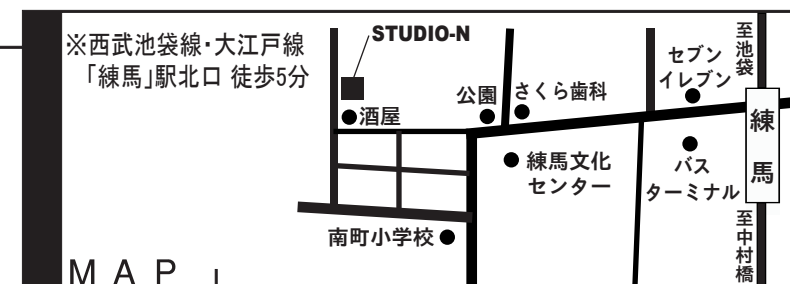 ※西武池袋線・大江戸線
「練馬」駅北口 徒歩5分
STUDIO-N
酒屋
公園
さくら歯科
セブン
イレブン
至池袋
練馬
練馬文化
センター
バス
ターミナル
南町小学校
至中村橋
MAP